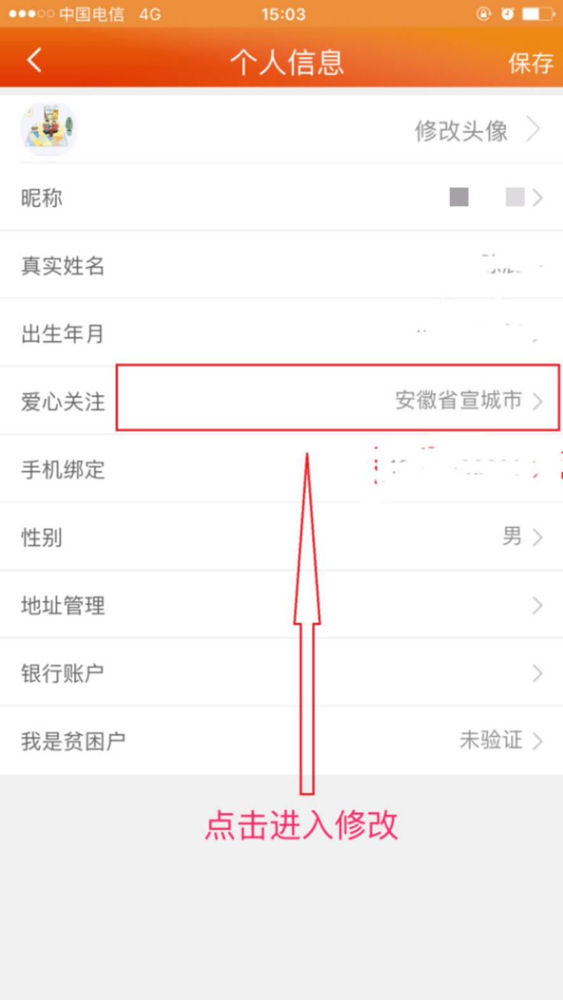 中国电信 4G 15:03
个人信息 保存
修改头像
昵称
真实姓名
出生年月
爱心关注 安徽省宣城市
手机绑定
性别 男
地址管理
银行账户
我是贫困户 未验证
点击进入修改